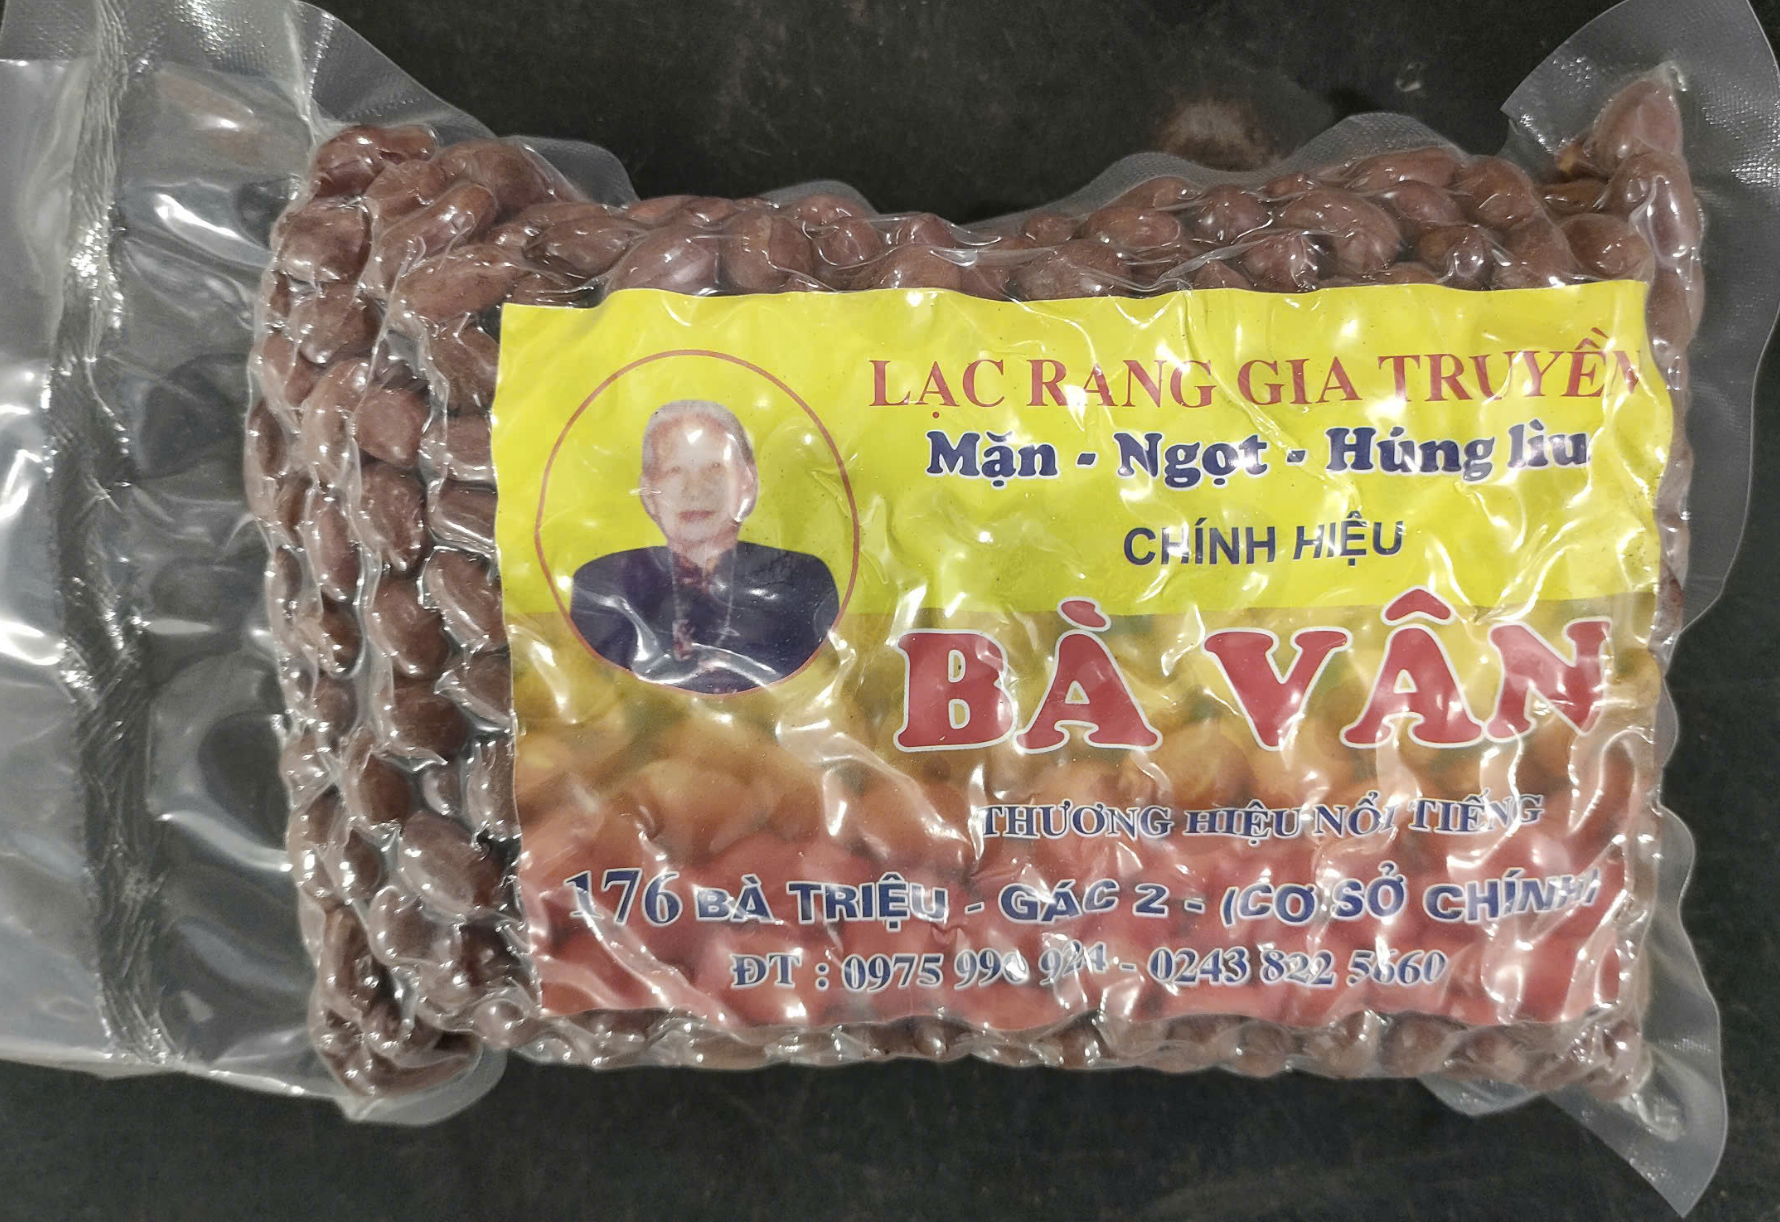 LẠC RANG GIA TRUYỀN
Mặn - Ngọt - Húng lìu
CHÍNH HIỆU
BÀ VÂN
THƯƠNG HIỆU NỔI TIẾNG
176 BÀ TRIỆU - GÁC 2 - (CƠ SỞ CHÍNH)
ĐT : 0975 - 0243 822 5660